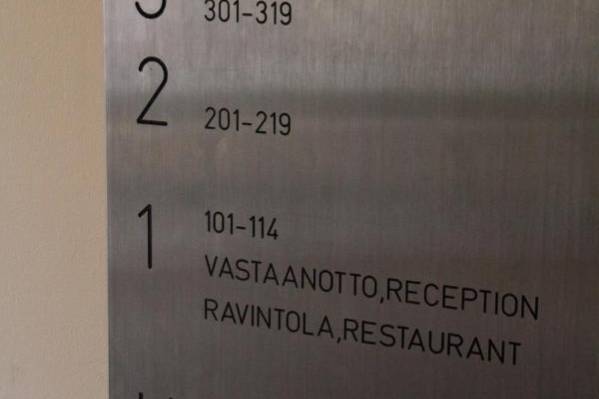 301-319
2
201-219
1
101-114
VASTAANOTTO,RECEPTION
RAVINTOLA,RESTAURANT